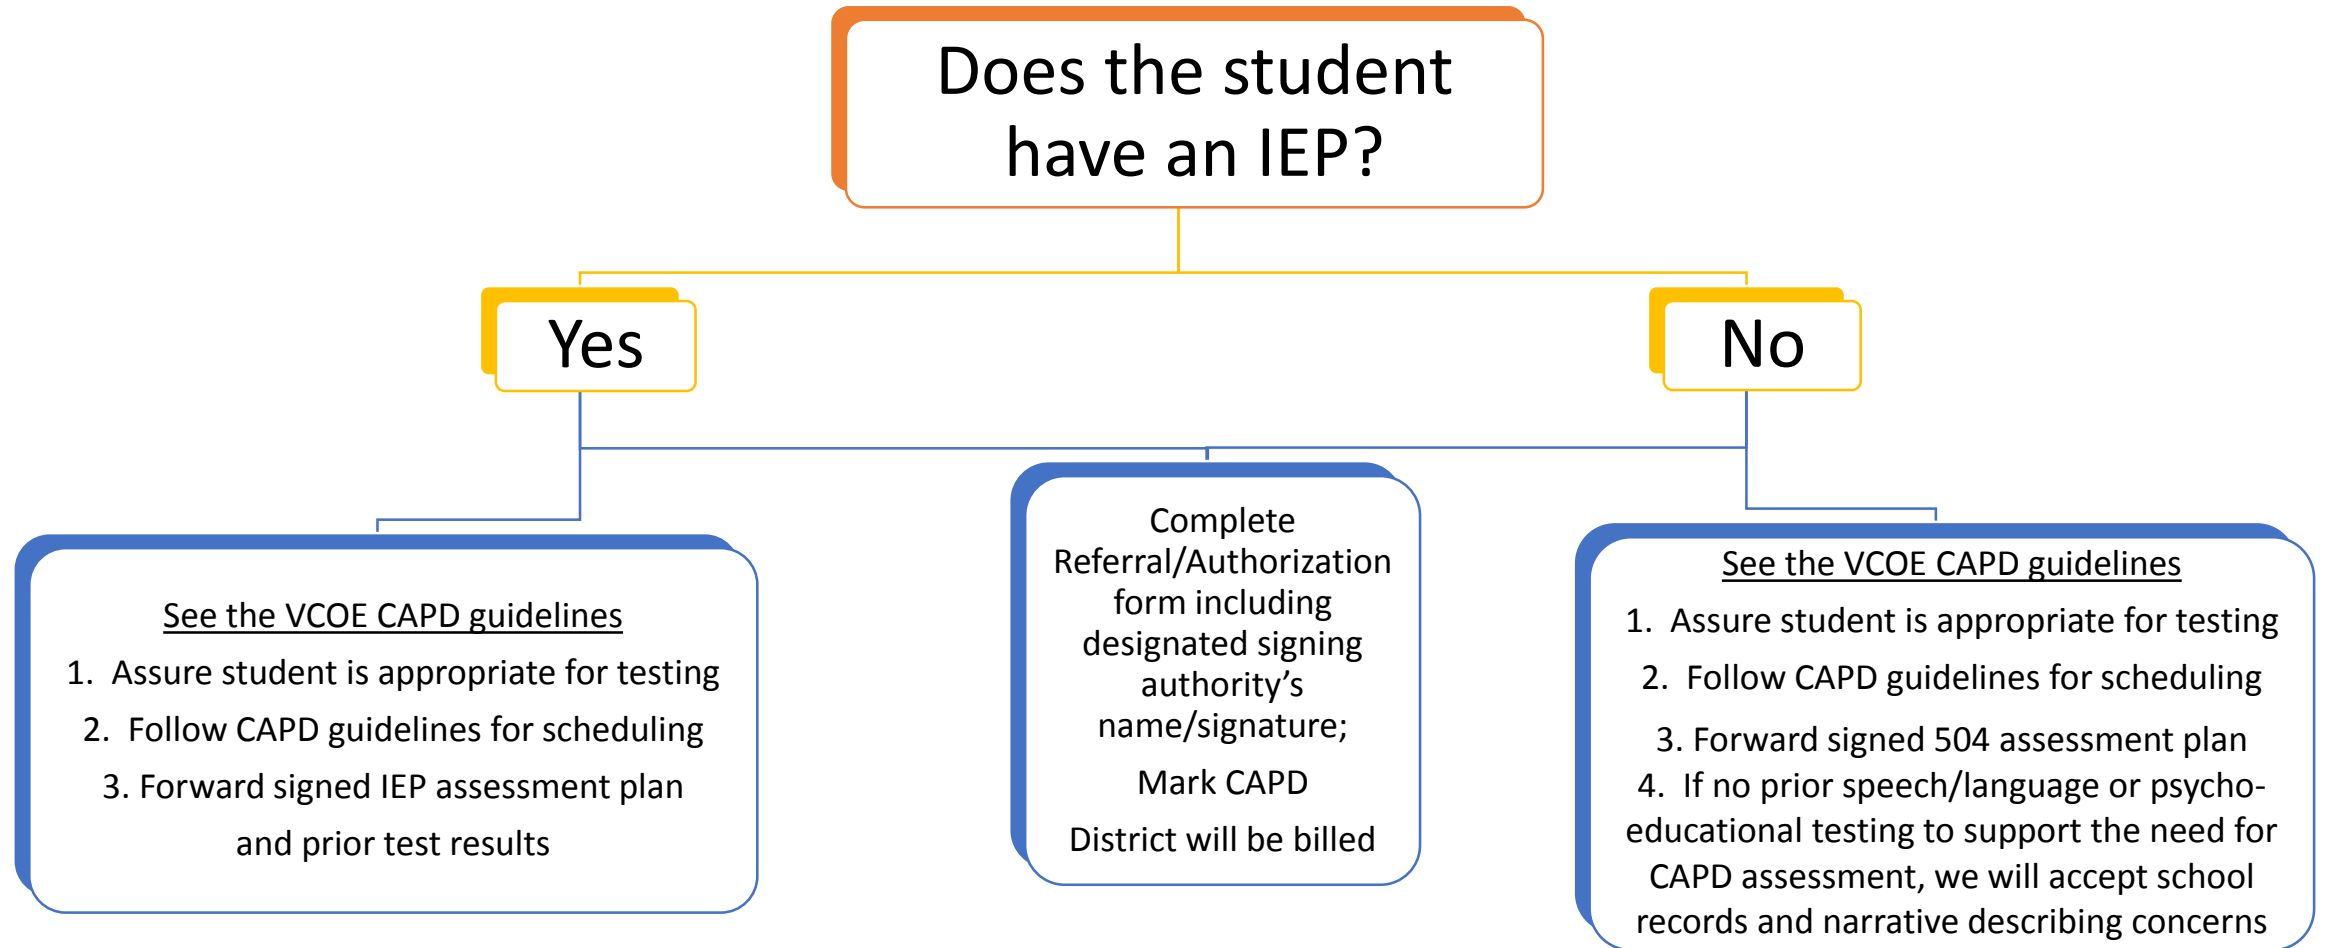 Does the student
have an IEP?
Yes
No
See the VCOE CAPD guidelines
1. Assure student is appropriate for testing
2. Follow CAPD guidelines for scheduling
3. Forward signed IEP assessment plan
and prior test results
Complete
Referral/Authorization
form including
designated signing
authority’s
name/signature;
Mark CAPD
District will be billed
See the VCOE CAPD guidelines
1. Assure student is appropriate for testing
2. Follow CAPD guidelines for scheduling
3. Forward signed 504 assessment plan
4. If no prior speech/language or psycho-
educational testing to support the need for
CAPD assessment, we will accept school
records and narrative describing concerns